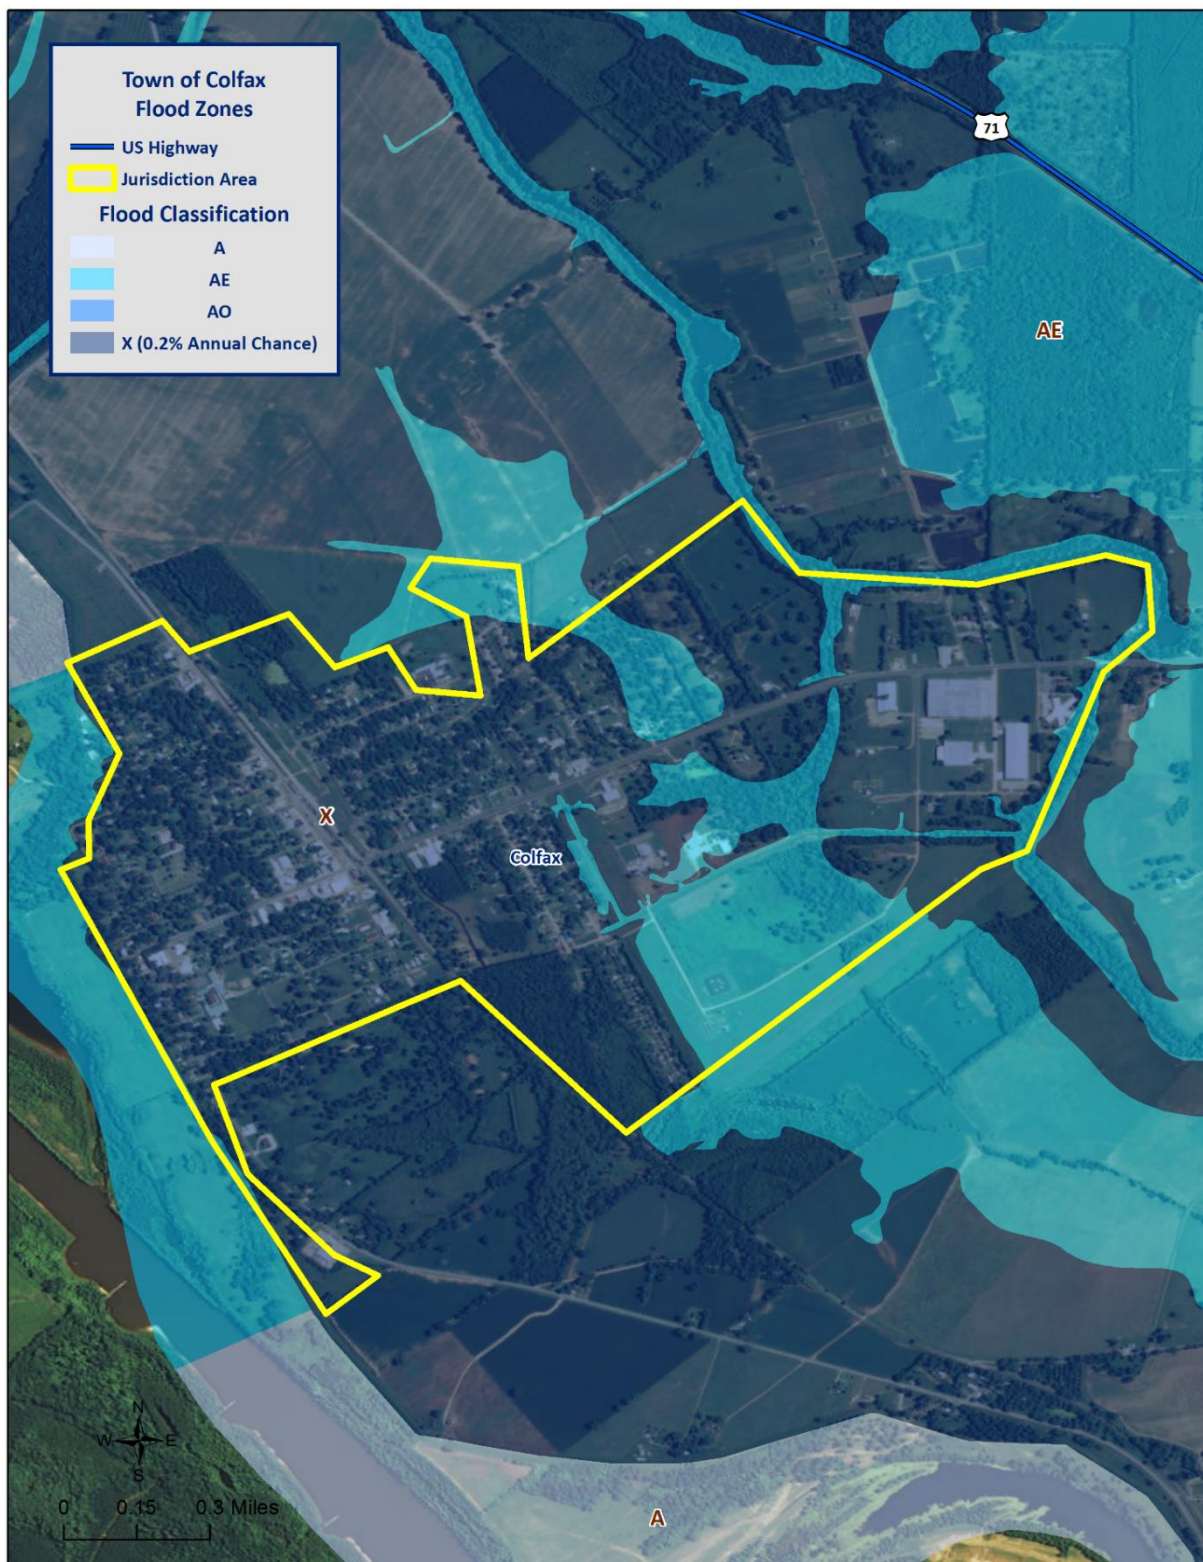 Town of Colfax
Flood Zones
US Highway
Jurisdiction Area
Flood Classification
A
AE
AO
X (0.2% Annual Chance)
71
AE
X
Colfax
N
W E
S
0 0.15 0.3 Miles
A